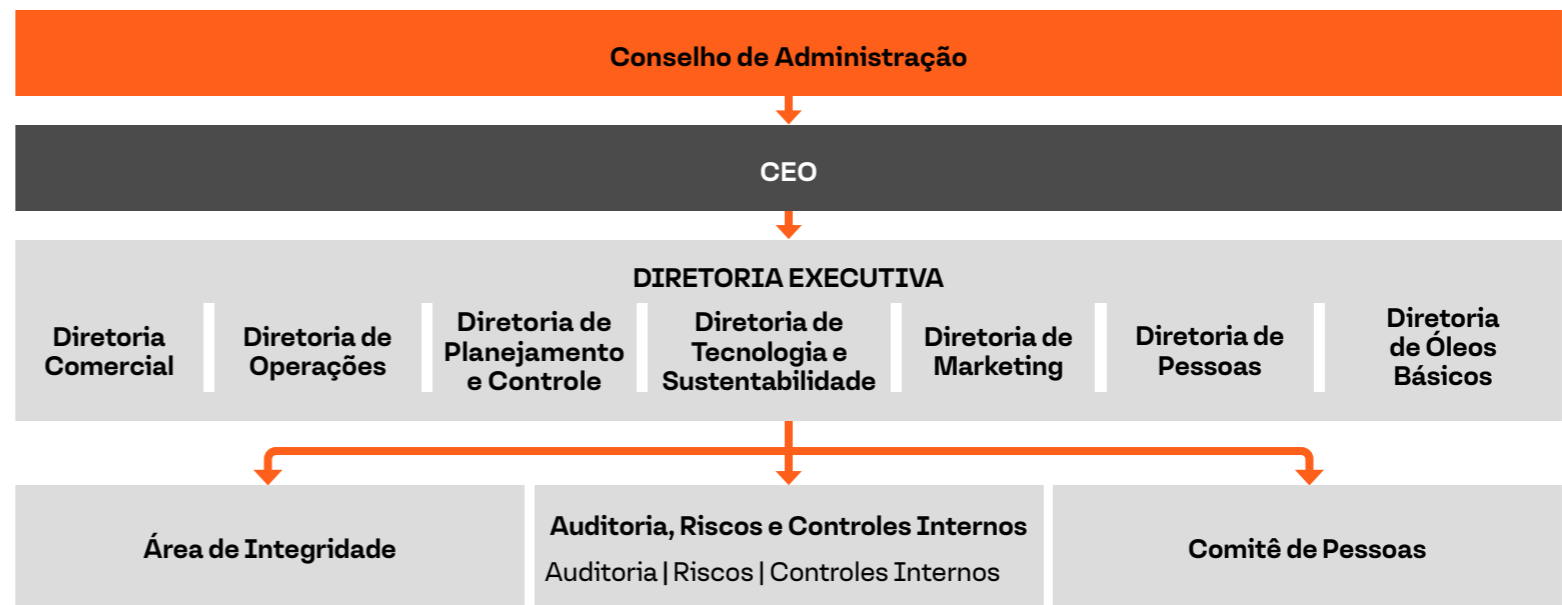 Conselho de Administração
CEO
DIRETORIA EXECUTIVA
Diretoria
Comercial
Diretoria de
Operações
Diretoria de
Planejamento
e Controle
Diretoria de
Tecnologia e
Sustentabilidade
Diretoria de
Marketing
Diretoria de
Pessoas
Diretoria
de Óleos
Básicos
Área de Integridade
Auditoria, Riscos e Controles Internos
Auditoria | Riscos | Controles Internos
Comitê de Pessoas